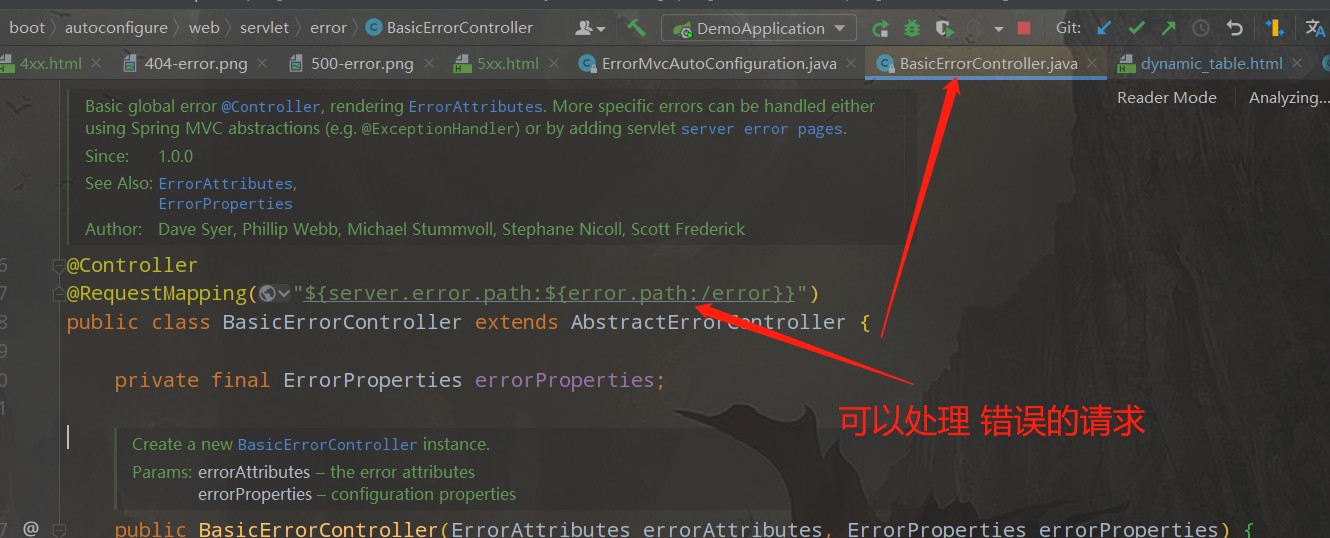 boot autoconfigure web servlet error BasicErrorController DemoApplication Git:
4xx.html 404-error.png 500-error.png 5xx.html ErrorMvcAutoConfiguration.java BasicErrorController.java dynamic_table.html
Reader Mode Analyzing...
Basic global error @Controller, rendering ErrorAttributes. More specific errors can be handled either
using Spring MVC abstractions (e.g. @ExceptionHandler) or by adding servlet server error pages.
Since: 1.0.0
See Also: ErrorAttributes,
ErrorProperties
Author: Dave Syer, Phillip Webb, Michael Stummvoll, Stephane Nicoll, Scott Frederick
6 @Controller
7 @RequestMapping("${server.error.path:${error.path:/error}}")
8 public class BasicErrorController extends AbstractErrorController {
9
0 private final ErrorProperties errorProperties;
1
可以处理 错误的请求
Create a new BasicErrorController instance.
Params: errorAttributes – the error attributes
errorProperties – configuration properties
7 @ public BasicErrorController(ErrorAttributes errorAttributes, ErrorProperties errorProperties) {